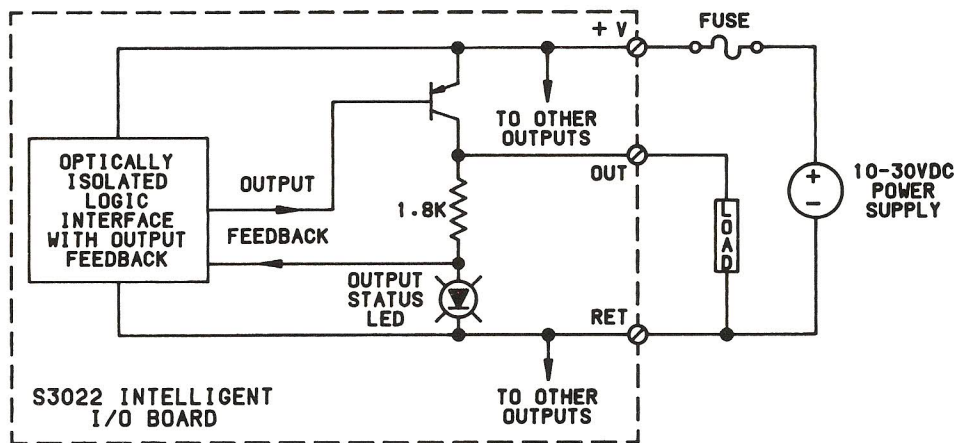 FUSE
+ V
TO OTHER
OUTPUTS
OPTICALLY
ISOLATED
LOGIC
INTERFACE
WITH OUTPUT
FEEDBACK
OUTPUT
FEEDBACK
1.8K
OUT
LOAD
+
-
10-30VDC
POWER
SUPPLY
OUTPUT
STATUS
LED
RET
TO OTHER
OUTPUTS
S3022 INTELLIGENT
I/O BOARD